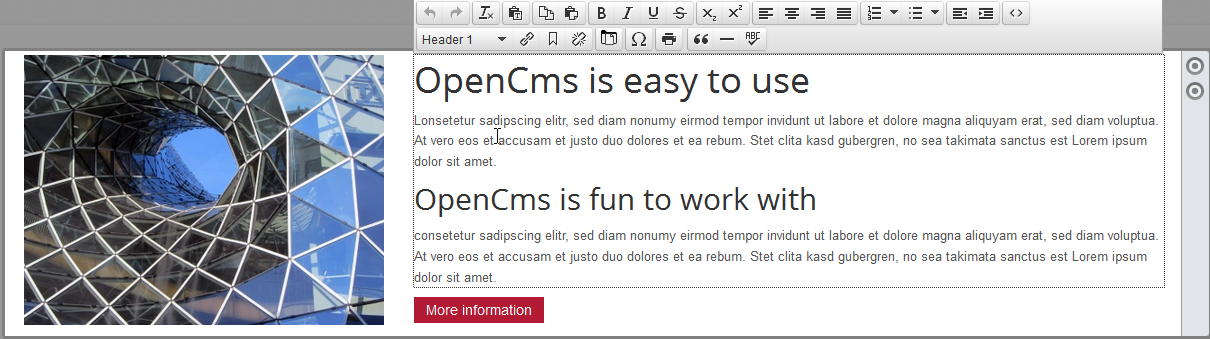 B I U S x₂ x²
Header 1
ABC
OpenCms is easy to use
Lonsetetur sadipscing elitr, sed diam nonumy eirmod tempor invidunt ut labore et dolore magna aliquyam erat, sed diam voluptua.
At vero eos et accusam et justo duo dolores et ea rebum. Stet clita kasd gubergren, no sea takimata sanctus est Lorem ipsum
dolor sit amet.
OpenCms is fun to work with
consetetur sadipscing elitr, sed diam nonumy eirmod tempor invidunt ut labore et dolore magna aliquyam erat, sed diam voluptua.
At vero eos et accusam et justo duo dolores et ea rebum. Stet clita kasd gubergren, no sea takimata sanctus est Lorem ipsum
dolor sit amet.
More information